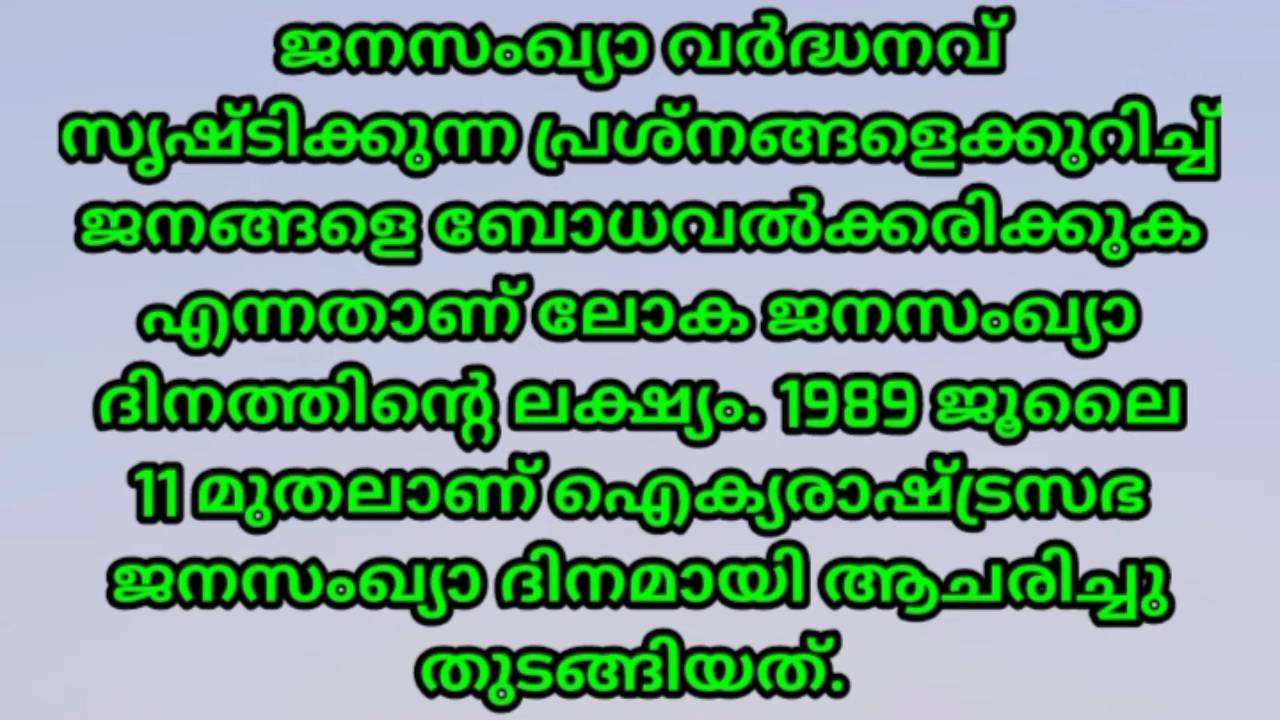 ജനസംഖ്യാ വർദ്ധനവ്
സൃഷ്ടിക്കുന്ന പ്രശ്നങ്ങളെക്കുറിച്ച്
ജനങ്ങളെ ബോധവൽക്കരിക്കുക
എന്നതാണ് ലോക ജനസംഖ്യാ
ദിനത്തിന്റെ ലക്ഷ്യം. 1989 ജൂലൈ
11 മുതലാണ് ഐക്യരാഷ്ട്രസഭ
ജനസംഖ്യാ ദിനമായി ആചരിച്ചു
തുടങ്ങിയത്.